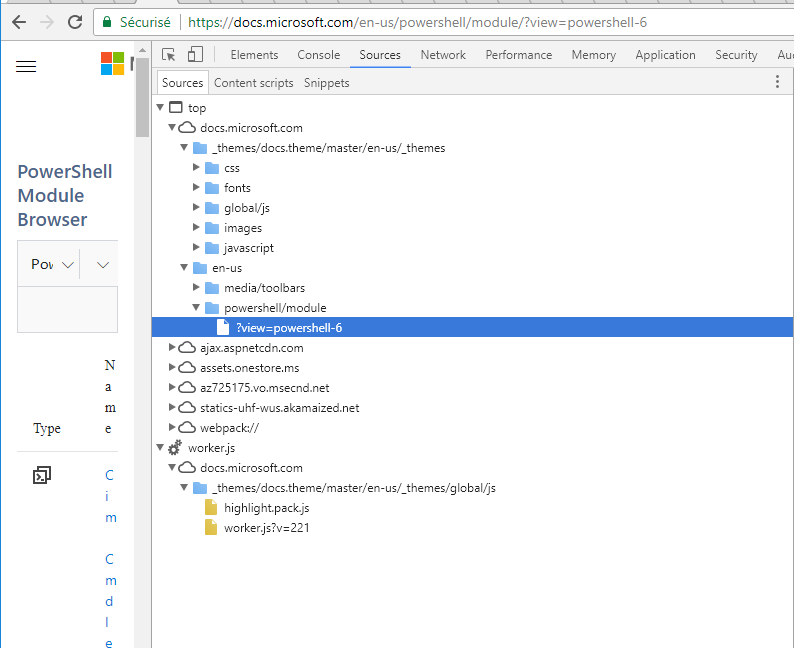 Sécurisé https://docs.microsoft.com/en-us/powershell/module/?view=powershell-6
Elements Console Sources Network Performance Memory Application Security Au
Sources Content scripts Snippets
PowerShell
Module
Browser
Pow
Type
N
a
m
e
C
i
m
C
m
d
l
e
top
docs.microsoft.com
_themes/docs.theme/master/en-us/_themes
css
fonts
global/js
images
javascript
en-us
media/toolbars
powershell/module
?view=powershell-6
ajax.aspnetcdn.com
assets.onestore.ms
az725175.vo.msecnd.net
statics-uhf-wus.akamaized.net
webpack://
worker.js
docs.microsoft.com
_themes/docs.theme/master/en-us/_themes/global/js
highlight.pack.js
worker.js?v=221